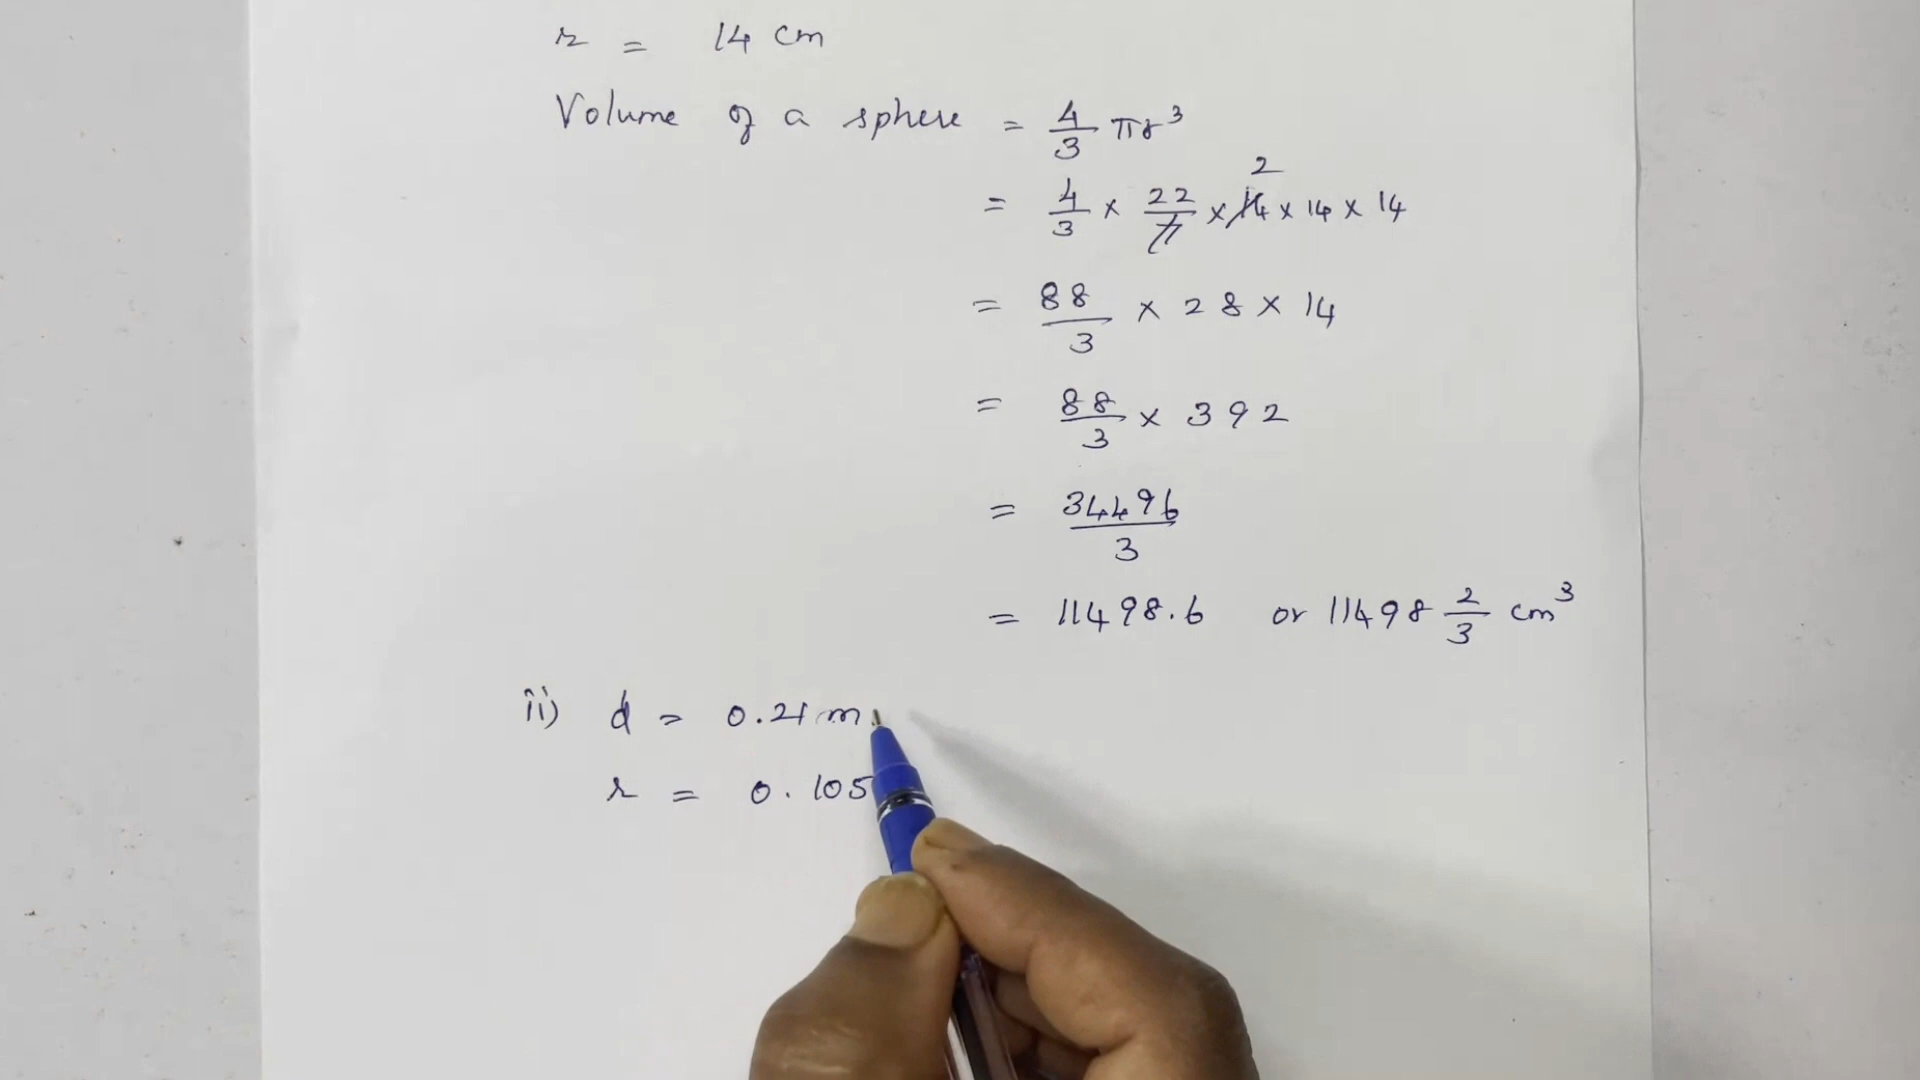 r = 14 cm
Volume of a sphere = 4/3 πr³
= 4/3 × 22/7 × 14 × 14 × 14
2
= 88/3 × 28 × 14
= 88/3 × 392
= 34496/3
= 11498.6 or 11498 2/3 cm³
ii) d = 0.21 m
r = 0.105